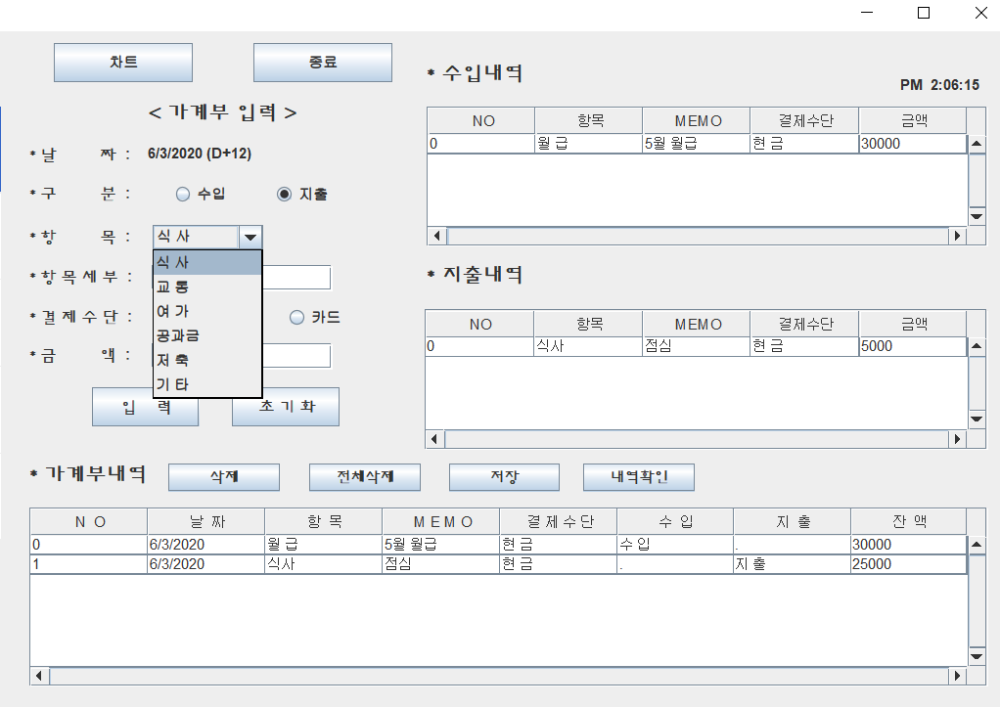 차트 종료
* 수입내역
PM 2:06:15
< 가계부 입력 >
NO 항목 MEMO 결제수단 금액
0 월급 5월 월급 현금 30000
* 날 짜 : 6/3/2020 (D+12)
* 구 분 : 수입 지출
* 항 목 : 식 사
식 사
교 통
여 가
공과금
저 축
기 타
* 항 목 세 부 :
* 결 제 수 단 : 카드
* 금 액 :
입 력 초 기 화
* 지출내역
NO 항목 MEMO 결제수단 금액
0 식사 점심 현금 5000
* 가계부내역 삭제 전체삭제 저장 내역확인
N O 날 짜 항 목 M E M O 결 제 수 단 수 입 지 출 잔 액
0 6/3/2020 월급 5월 월급 현금 수 입 . 30000
1 6/3/2020 식사 점심 현금 . 지 출 25000